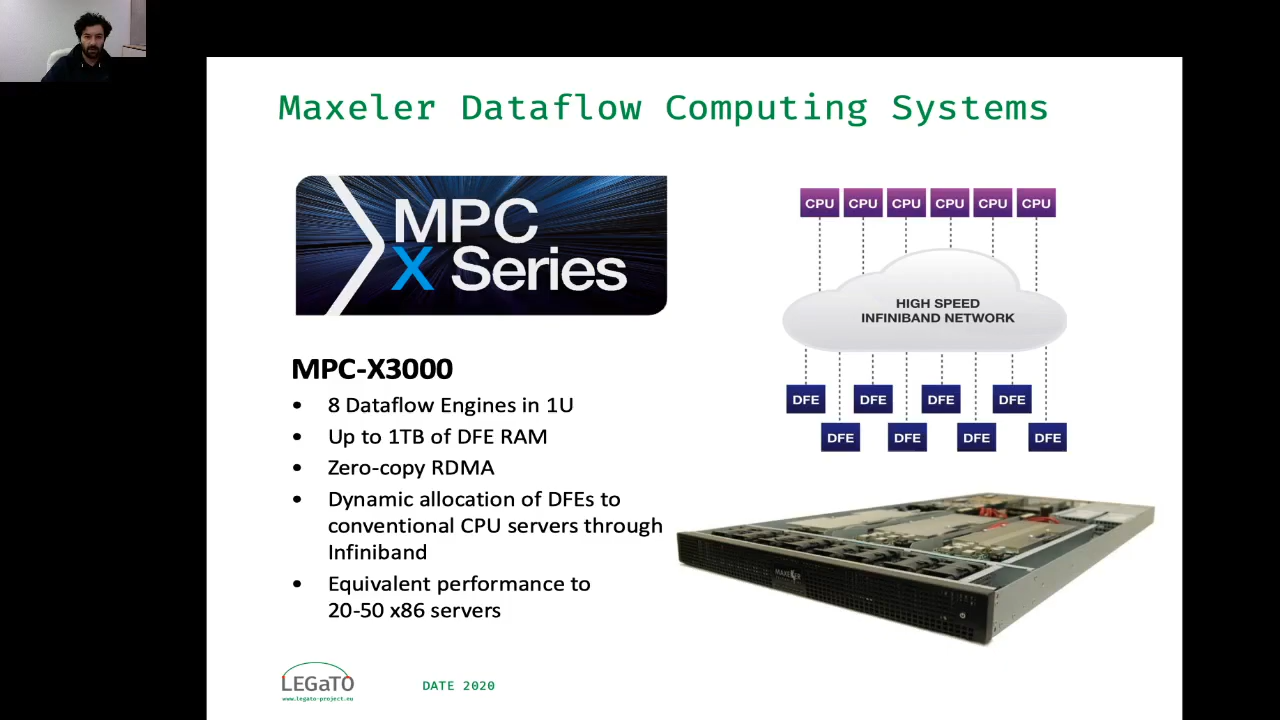 Maxeler Dataflow Computing Systems
MPC
X Series
MPC-X3000
• 8 Dataflow Engines in 1U
• Up to 1TB of DFE RAM
• Zero-copy RDMA
• Dynamic allocation of DFEs to
conventional CPU servers through
Infiniband
• Equivalent performance to
20-50 x86 servers
CPU CPU CPU CPU CPU CPU
HIGH SPEED
INFINIBAND NETWORK
DFE DFE DFE DFE
DFE DFE DFE DFE
MAXELER
LEGaTO
www.legato-project.eu
DATE 2020